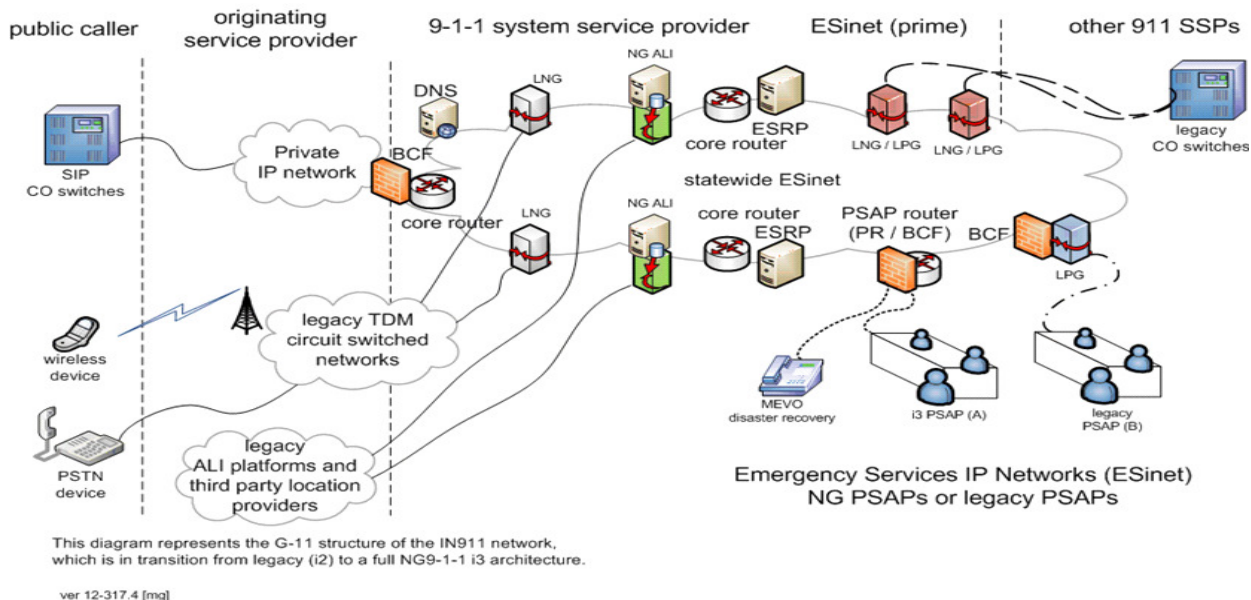 public caller
originating
service provider
9-1-1 system service provider
ESinet (prime)
other 911 SSPs
SIP
CO switches
Private
IP network
DNS
BCF
core router
LNG
NG ALI
core router
ESRP
LNG / LPG
LNG / LPG
legacy
CO switches
statewide ESinet
LNG
NG ALI
core router
ESRP
PSAP router
(PR / BCF)
BCF
LPG
wireless
device
legacy TDM
circuit switched
networks
MEVO
disaster recovery
i3 PSAP (A)
legacy
PSAP (B)
PSTN
device
legacy
ALI platforms and
third party location
providers
Emergency Services IP Networks (ESinet)
NG PSAPs or legacy PSAPs
This diagram represents the G-11 structure of the IN911 network,
which is in transition from legacy (i2) to a full NG9-1-1 i3 architecture.
ver 12-317.4 [mg]